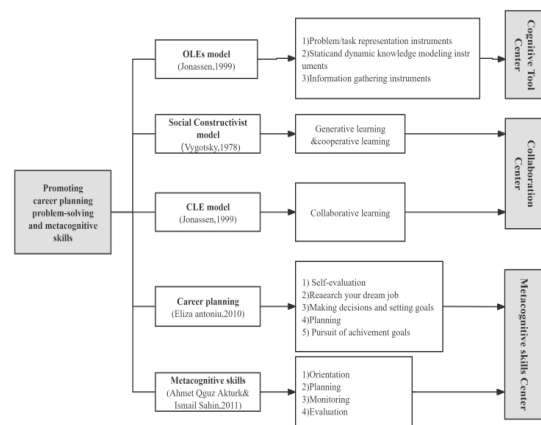 Promoting
career planning
problem-solving
and metacognitive
skills
OLEs model
(Jonassen,1999)
1)Problem/task representation instruments
2)Staticand dynamic knowledge modeling instr
uments
3)Information gathering instruments
Cognitive Tool
Center
Social Constructivist
model
(Vygotsky,1978)
Generative learning
&cooperative learning
Collaboration
Center
CLE model
(Jonassen,1999)
Collaborative learning
Career planning
(Eliza antoniu,2010)
1) Self-evaluation
2)Reaearch your dream job
3)Making decisions and setting goals
4)Planning
5) Pursuit of achivement goals
Metacognitive skills Center
Metacognitive skills
(Ahmet Qguz Akturk&
Ismail Sahin,2011)
1)Orientation
2)Planning
3)Monitoring
4)Evaluation